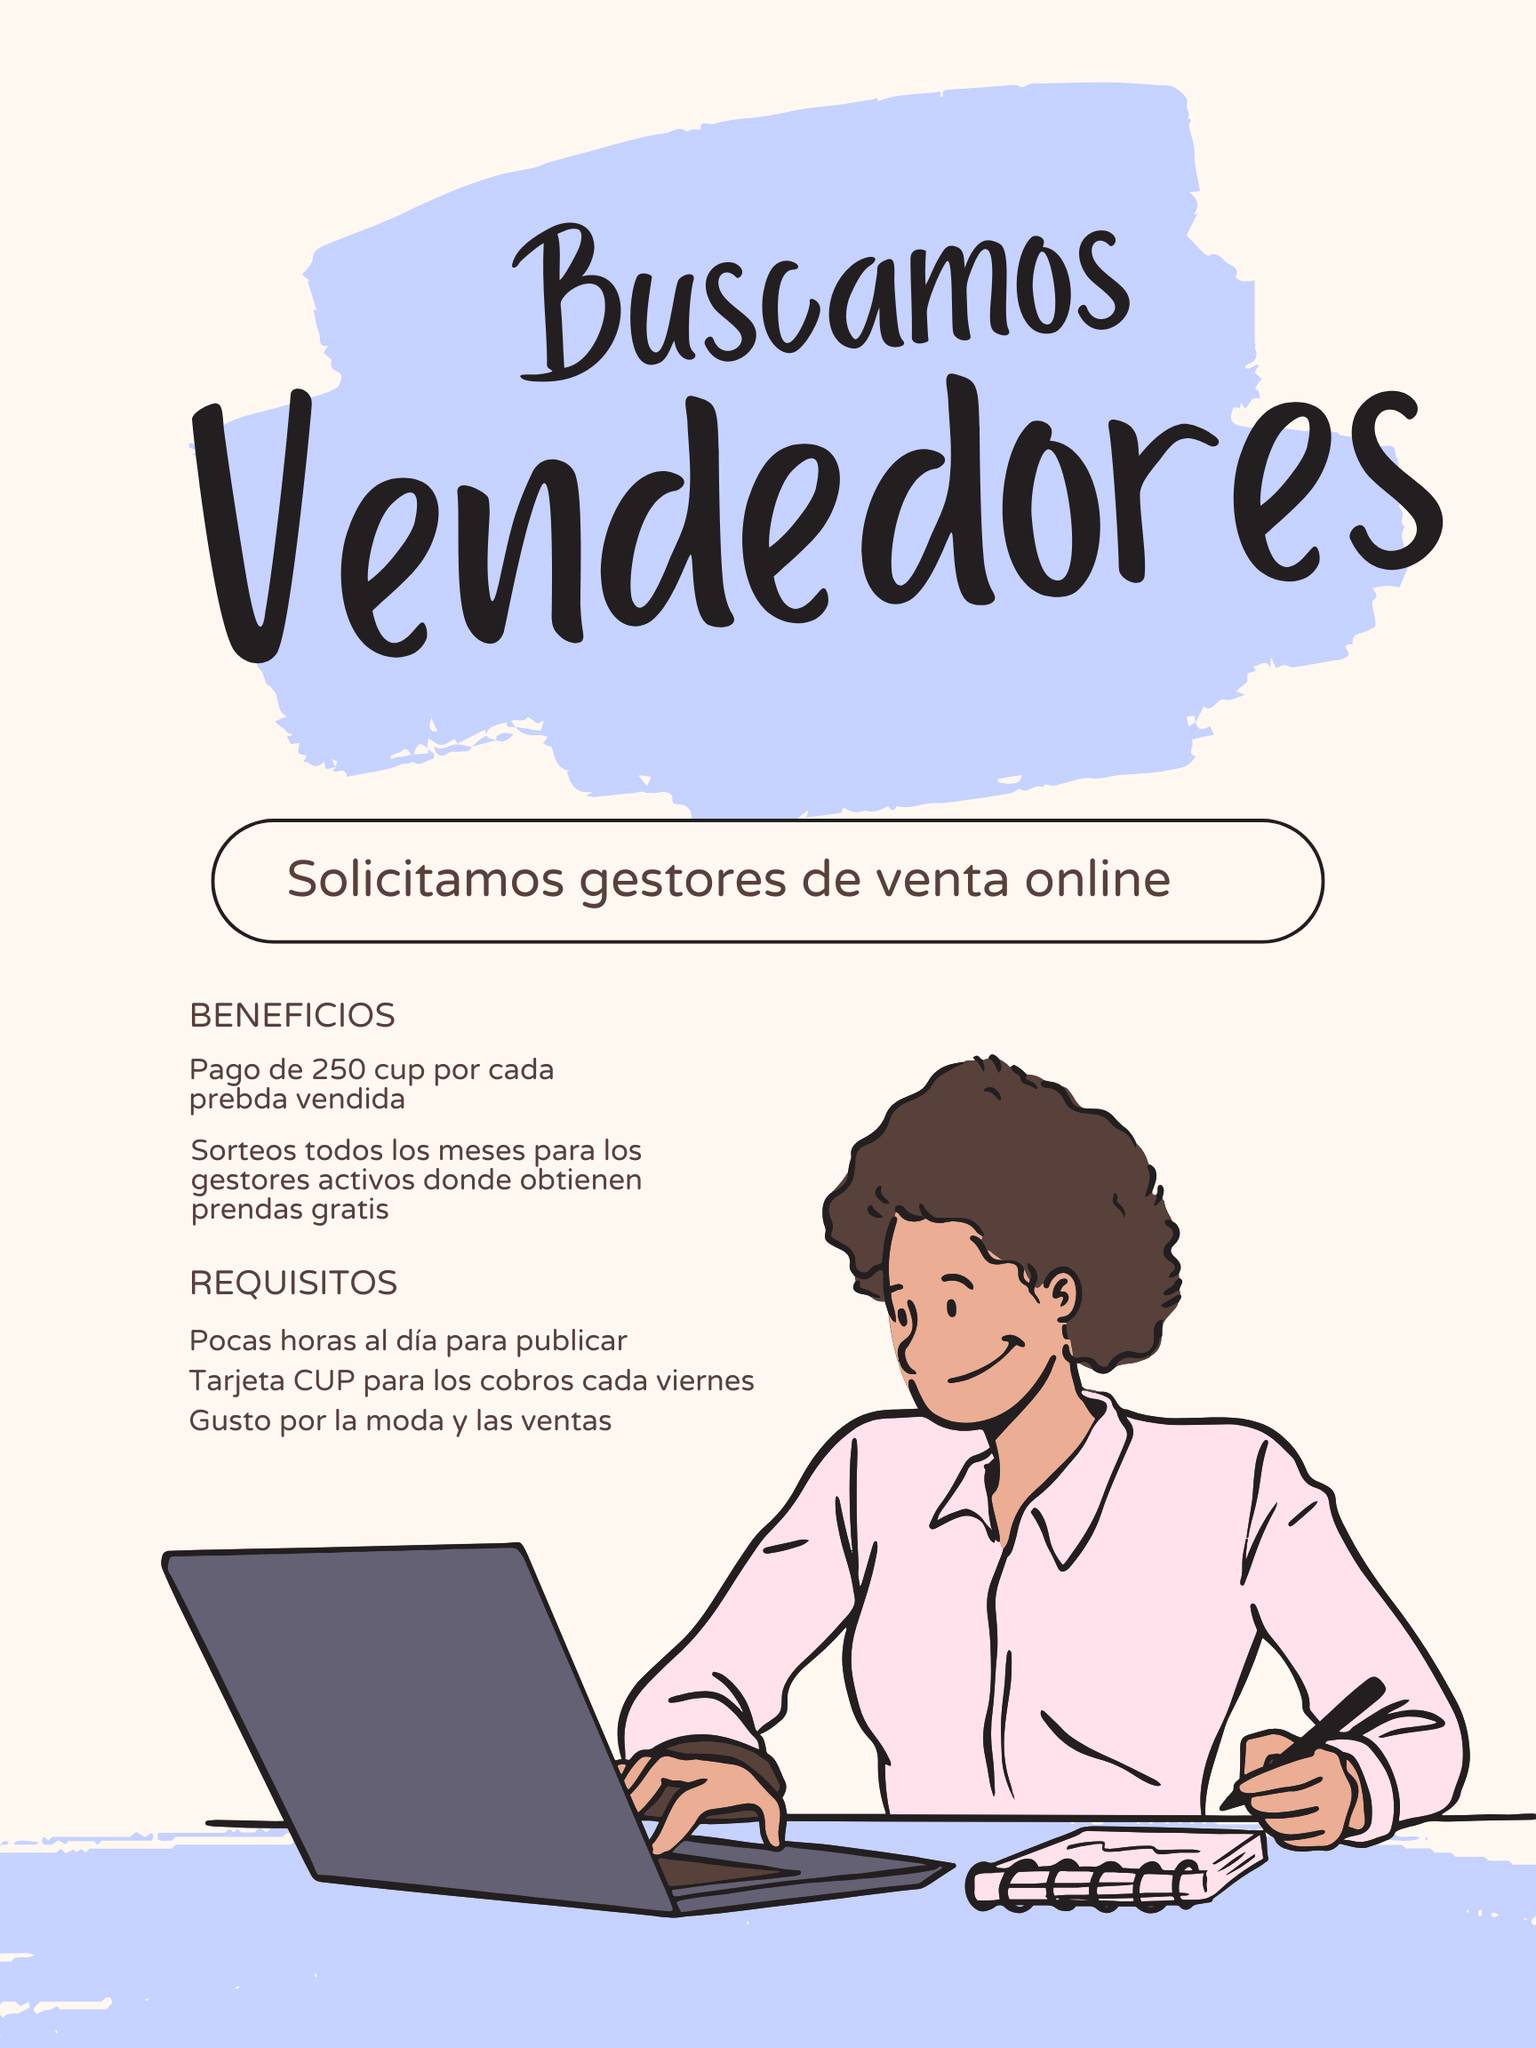 Buscamos
Vendedores
Solicitamos gestores de venta online
BENEFICIOS
Pago de 250 cup por cada
prebda vendida
Sorteos todos los meses para los
gestores activos donde obtienen
prendas gratis
REQUISITOS
Pocas horas al día para publicar
Tarjeta CUP para los cobros cada viernes
Gusto por la moda y las ventas